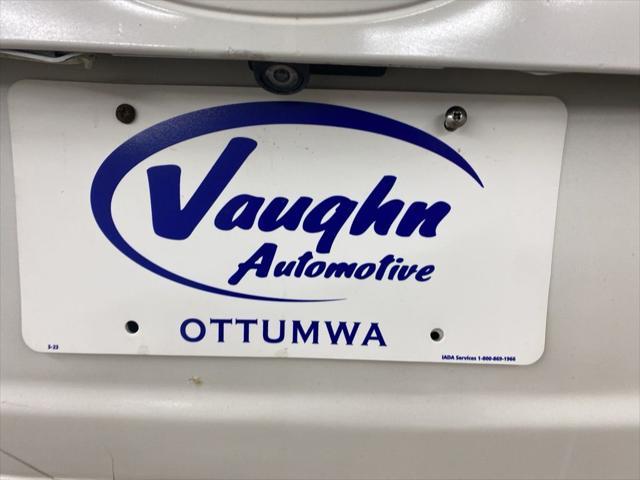 Vaughn
Automotive
OTTUMWA
5-23
IADA Services 1-800-869-1966